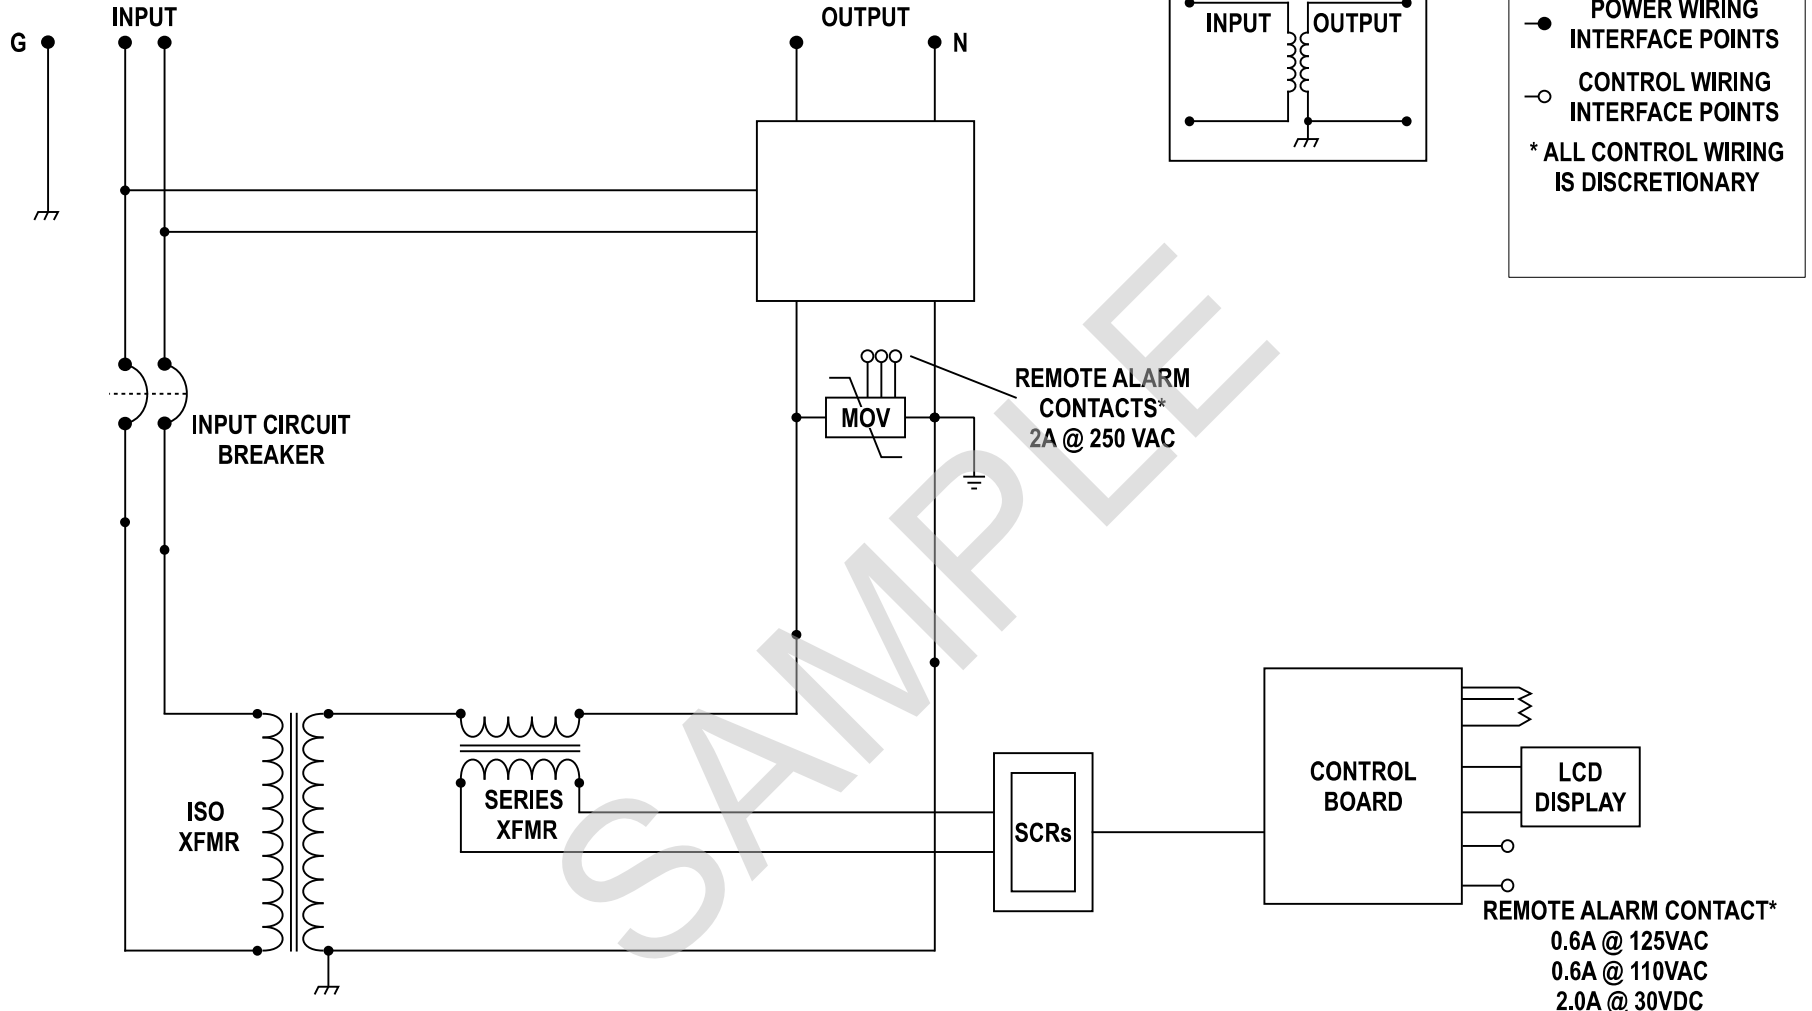 INPUT
G
OUTPUT
N
INPUT
OUTPUT
POWER WIRING
INTERFACE POINTS
CONTROL WIRING
INTERFACE POINTS
* ALL CONTROL WIRING
IS DISCRETIONARY
REMOTE ALARM
CONTACTS*
2A @ 250 VAC
MOV
INPUT CIRCUIT
BREAKER
SAMPLE
ISO
XFMR
SERIES
XFMR
SCRs
CONTROL
BOARD
LCD
DISPLAY
REMOTE ALARM CONTACT*
0.6A @ 125VAC
0.6A @ 110VAC
2.0A @ 30VDC